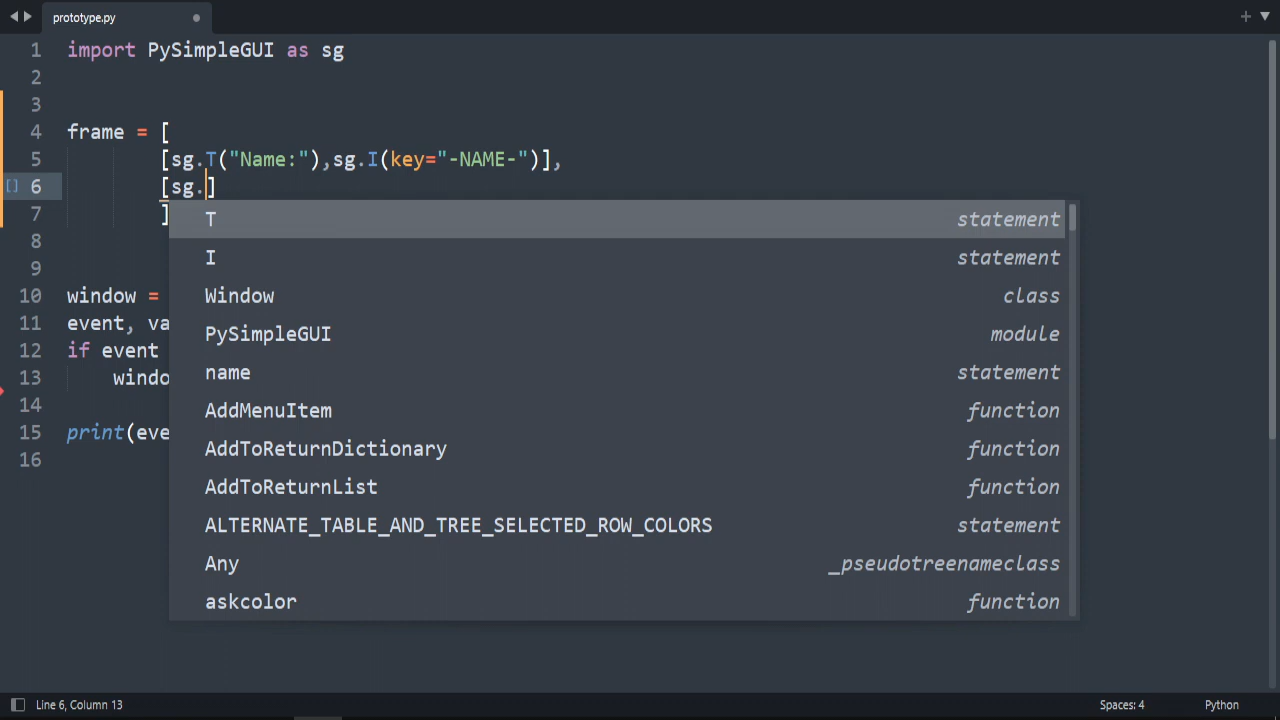 prototype.py
1 import PySimpleGUI as sg
2
3
4 frame = [
5 [sg.T("Name:"),sg.I(key="-NAME-")],
6 [sg.]
7 ]
T statement
8
I statement
9
10 window =
Window class
11 event, va
PySimpleGUI module
12 if event
name statement
13 windo
14
AddMenuItem function
15 print(eve
AddToReturnDictionary function
16
AddToReturnList function
ALTERNATE_TABLE_AND_TREE_SELECTED_ROW_COLORS statement
Any _pseudotreenameclass
askcolor function
Line 6, Column 13 Spaces: 4 Python